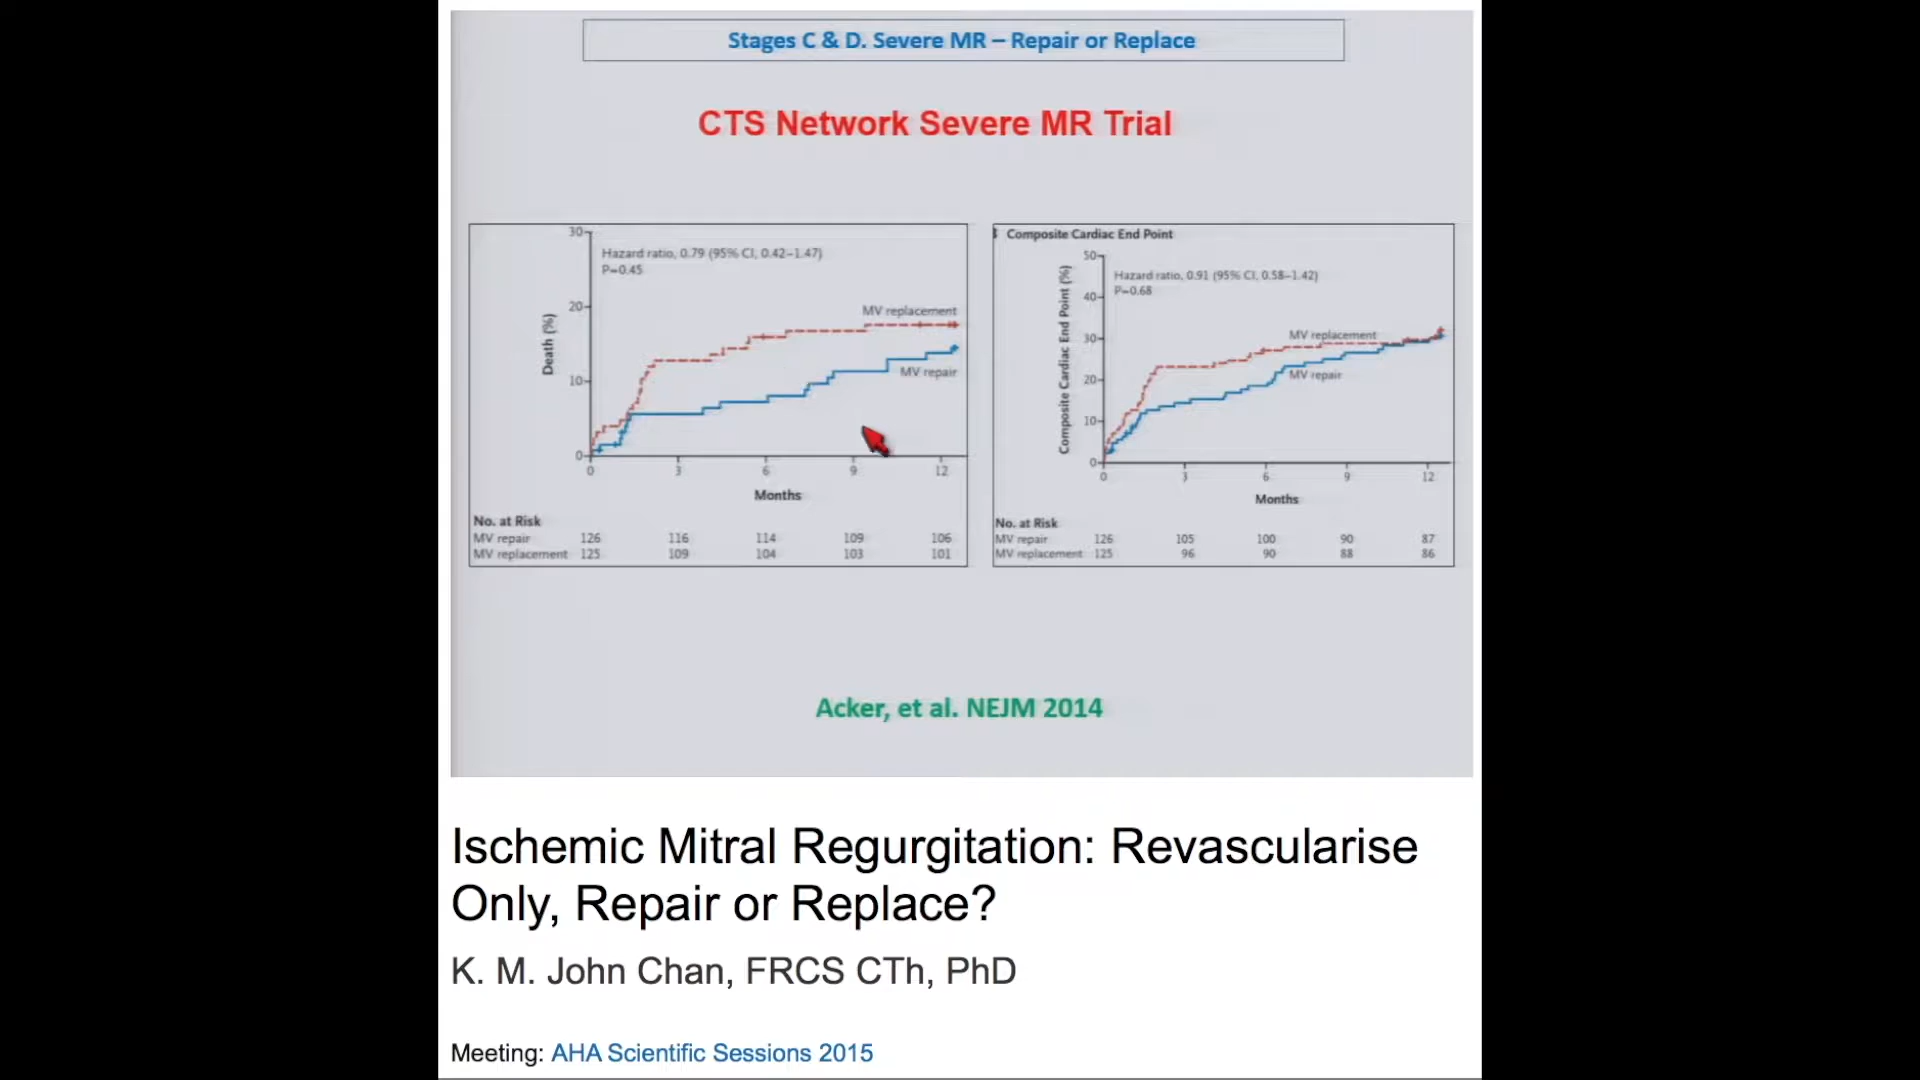 Stages C & D. Severe MR – Repair or Replace
CTS Network Severe MR Trial
30
Hazard ratio, 0.79 (95% CI, 0.42–1.47)
P=0.45
20
10
0
Death (%)
MV replacement
MV repair
0 3 6 9 12
Months
No. at Risk
MV repair 126 116 114 109 106
MV replacement 125 109 104 103 101
Composite Cardiac End Point
50
Hazard ratio, 0.91 (95% CI, 0.58–1.42)
P=0.68
40
30
20
10
0
Composite Cardiac End Point (%)
MV replacement
MV repair
0 3 6 9 12
Months
No. at Risk
MV repair 126 105 100 90 87
MV replacement 125 96 90 88 86
Acker, et al. NEJM 2014
Ischemic Mitral Regurgitation: Revascularise
Only, Repair or Replace?
K. M. John Chan, FRCS CTh, PhD
Meeting: AHA Scientific Sessions 2015